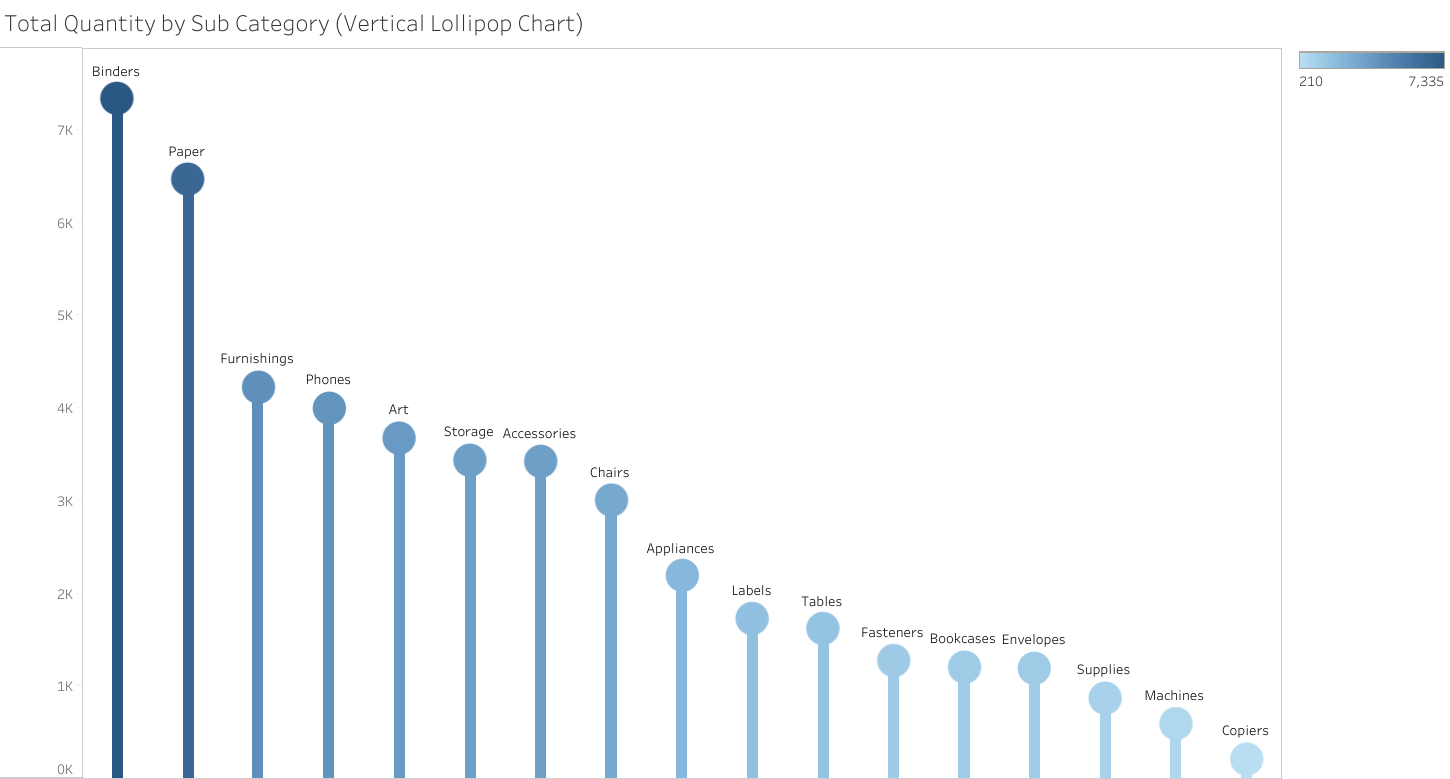 Total Quantity by Sub Category (Vertical Lollipop Chart)
210 7,335
Binders
7K
Paper
6K
5K
Furnishings
Phones
4K
Art
Storage
Accessories
3K
Chairs
Appliances
2K
Labels
Tables
Fasteners
Bookcases
Envelopes
1K
Supplies
Machines
Copiers
0K